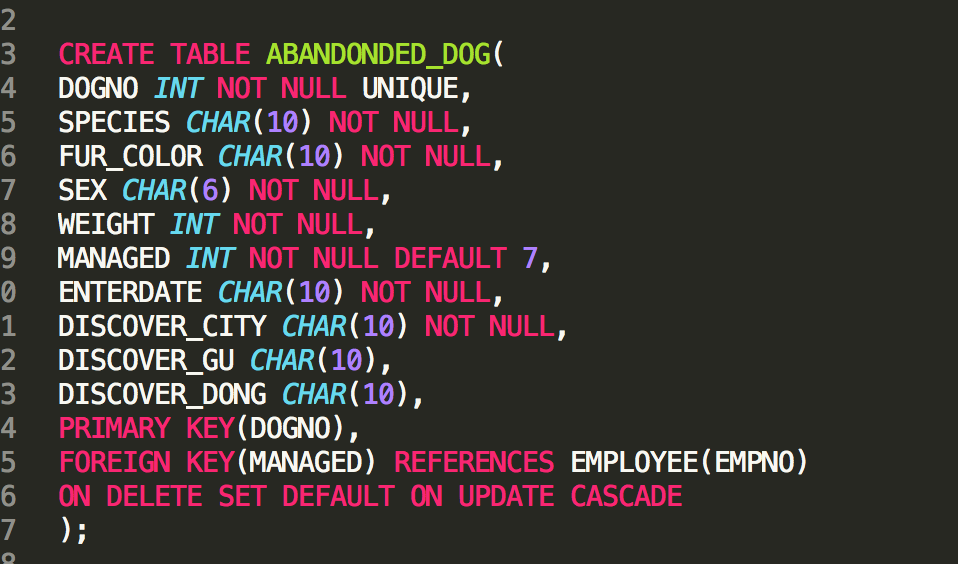 2
3 CREATE TABLE ABANDONDED_DOG(
4 DOGNO INT NOT NULL UNIQUE,
5 SPECIES CHAR(10) NOT NULL,
6 FUR_COLOR CHAR(10) NOT NULL,
7 SEX CHAR(6) NOT NULL,
8 WEIGHT INT NOT NULL,
9 MANAGED INT NOT NULL DEFAULT 7,
0 ENTERDATE CHAR(10) NOT NULL,
1 DISCOVER_CITY CHAR(10) NOT NULL,
2 DISCOVER_GU CHAR(10),
3 DISCOVER_DONG CHAR(10),
4 PRIMARY KEY(DOGNO),
5 FOREIGN KEY(MANAGED) REFERENCES EMPLOYEE(EMPNO)
6 ON DELETE SET DEFAULT ON UPDATE CASCADE
7 );
8